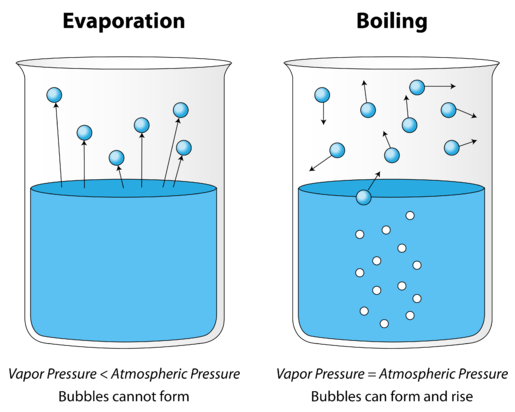 Evaporation
Boiling
Vapor Pressure < Atmospheric Pressure
Bubbles cannot form
Vapor Pressure = Atmospheric Pressure
Bubbles can form and rise